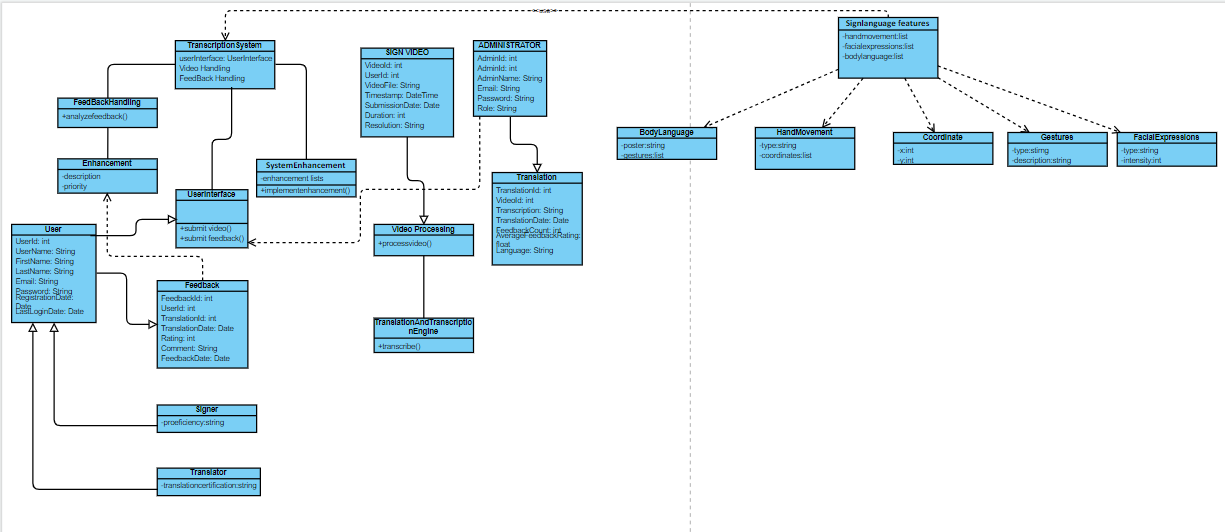 Signlanguage features
-handmovement:list
-facialexpressions:list
-bodylanguage:list
TranscriptionSystem
userInterface: UserInterface
Video Handling
FeedBack Handling
SIGN VIDEO
VideoId: int
UserId: int
VideoFile: String
Timestamp: DateTime
SubmissionDate: Date
Duration: int
Resolution: String
ADMINISTRATOR
AdminId: int
AdminId: int
AdminName: String
Email: String
Password: String
Role: String
FeedBackHandling
+analyzefeedback()
BodyLanguage
-poster:string
-gestures:list
HandMovement
-type:string
-coordinates:list
Coordinate
-x:int
-y:int
Gestures
-type:stirng
-description:string
FacialExpressions
-type:string
-intensity:int
Enhancement
-description
-priority
SystemEnhancement
-enhancement lists
+implementenhancement()
Translation
TranslationId: int
VideoId: int
Transcription: String
TranslationDate: Date
FeedbackCount: int
AverageFeedbackRating:
float
Language: String
UserInterface
+submit video()
+submit feedback()
User
UserId: int
UserName: String
FirstName: String
LastName: String
Email: String
Password: String
RegistrationDate:
Date
LastLoginDate: Date
Video Processing
+processvideo()
Feedback
FeedbackId: int
UserId: int
TranslationId: int
TranslationDate: Date
Rating: int
Comment: String
FeedbackDate: Date
TranslationAndTranscriptio
nEngine
+transcribe()
Signer
-proeficiency:string
Translator
-translationcertification:string